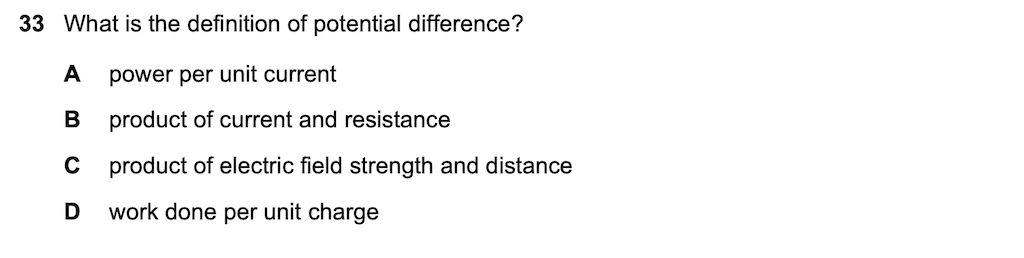 33 What is the definition of potential difference?
A power per unit current
B product of current and resistance
C product of electric field strength and distance
D work done per unit charge